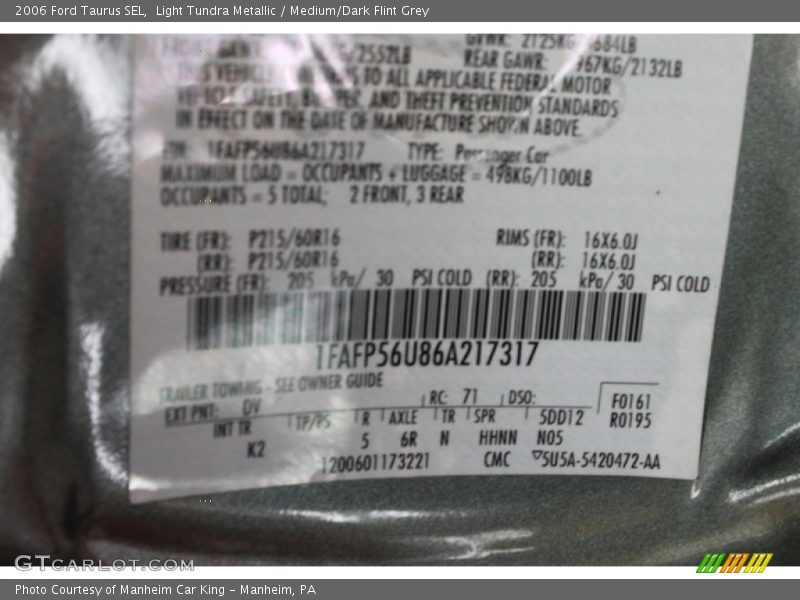 2006 Ford Taurus SEL,  Light Tundra Metallic / Medium/Dark Flint Grey
GVWR: 2125KG/4684LB
/2552LB REAR GAWR: 967KG/2132LB
THIS VEHICLE TO ALL APPLICABLE FEDERAL MOTOR
VEHICLE SAFETY, BUMPER, AND THEFT PREVENTION STANDARDS
IN EFFECT ON THE DATE OF MANUFACTURE SHOWN ABOVE.
VIN: 1FAFP56U86A217317 TYPE: Passenger Car
MAXIMUM LOAD = OCCUPANTS + LUGGAGE = 498KG/1100LB
OCCUPANTS = 5 TOTAL; 2 FRONT, 3 REAR
TIRE (FR): P215/60R16 RIMS (FR): 16X6.0J
(RR): P215/60R16 (RR): 16X6.0J
PRESSURE (FR): 205 kPa/ 30 PSI COLD (RR): 205 kPa/ 30 PSI COLD
1FAFP56U86A217317
TRAILER TOWING - SEE OWNER GUIDE
EXT PNT: DV RC: 71 DSO: F0161
INT TR TP/PS R AXLE TR SPR 5DD12 R0195
K2 5 6R N HHNN N05
1200601173221 CMC ▽5U5A-5420472-AA
GTCARLOT.COM
Photo Courtesy of Manheim Car King - Manheim, PA